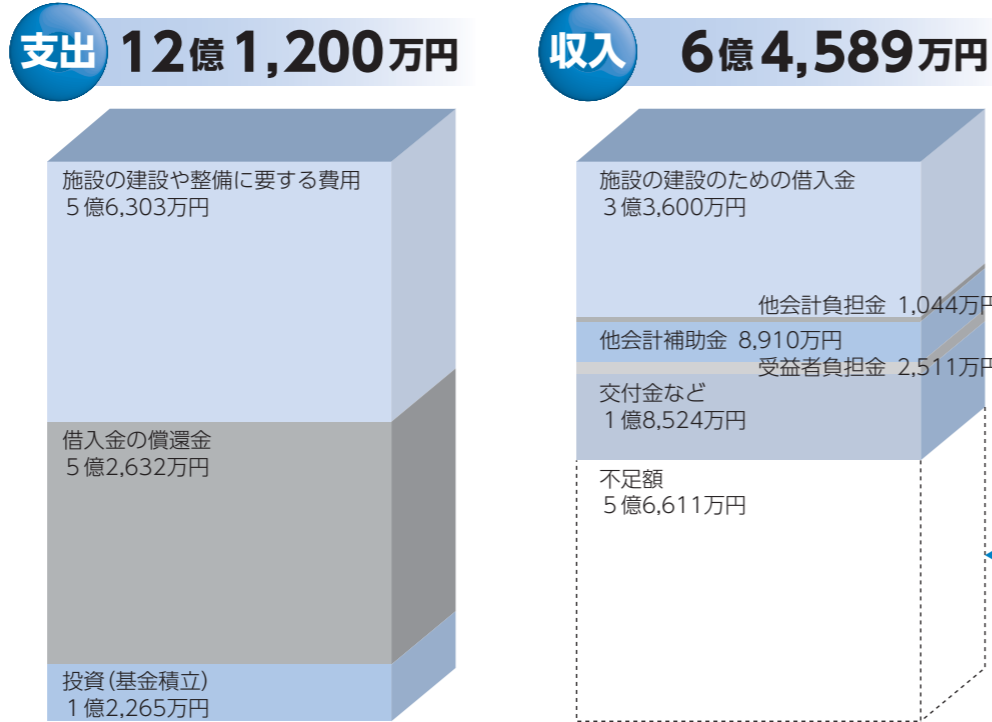 支出 12億1,200万円
施設の建設や整備に要する費用
5億6,303万円
借入金の償還金
5億2,632万円
投資(基金積立)
1億2,265万円
収入 6億4,589万円
施設の建設のための借入金
3億3,600万円
他会計負担金 1,044万円
他会計補助金 8,910万円
受益者負担金 2,511万円
交付金など
1億8,524万円
不足額
5億6,611万円